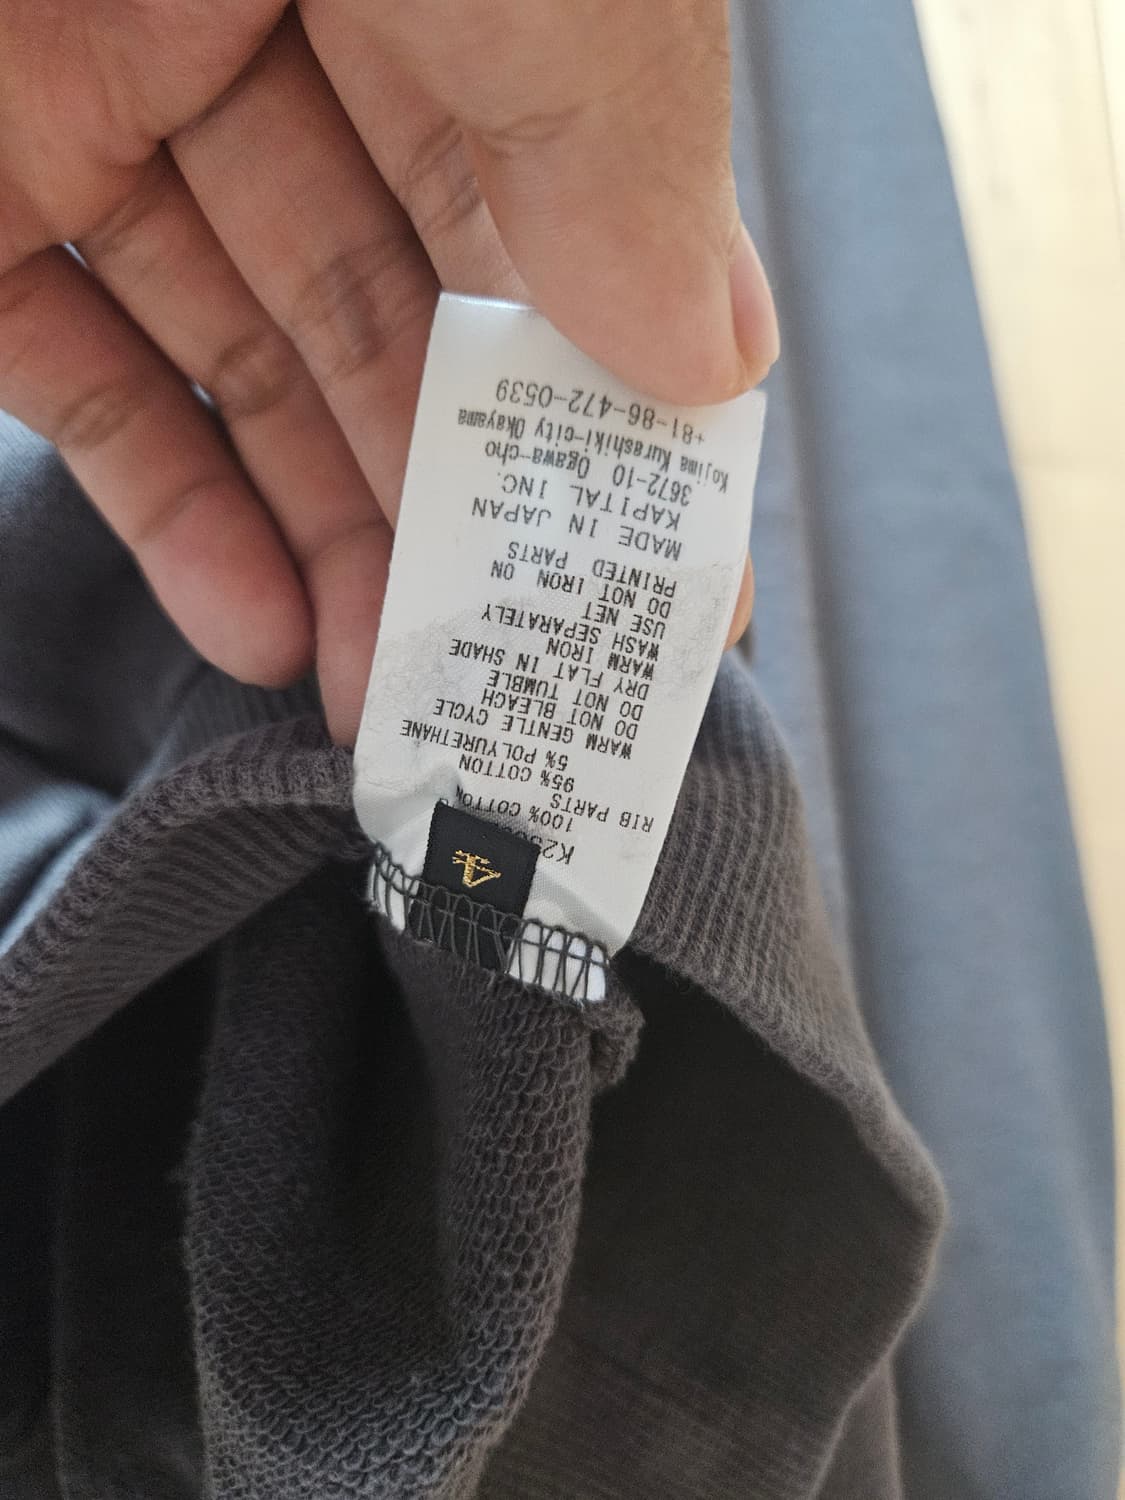 100% COTTON
RIB PARTS
95% COTTON
5% POLYURETHANE
WARM GENTLE CYCLE
DO NOT BLEACH
DO NOT TUMBLE
DRY FLAT IN SHADE
WARM IRON
WASH SEPARATELY
USE NET
DO NOT IRON ON
PRINTED PARTS
MADE IN JAPAN
KAPITAL INC.
3672-10 Ogawa-cho
Kojima Kurashiki-city Okayama
+81-86-472-0539
4